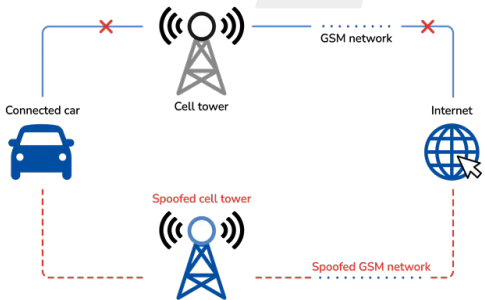 GSM network
Cell tower
Connected car
Internet
Spoofed cell tower
Spoofed GSM network